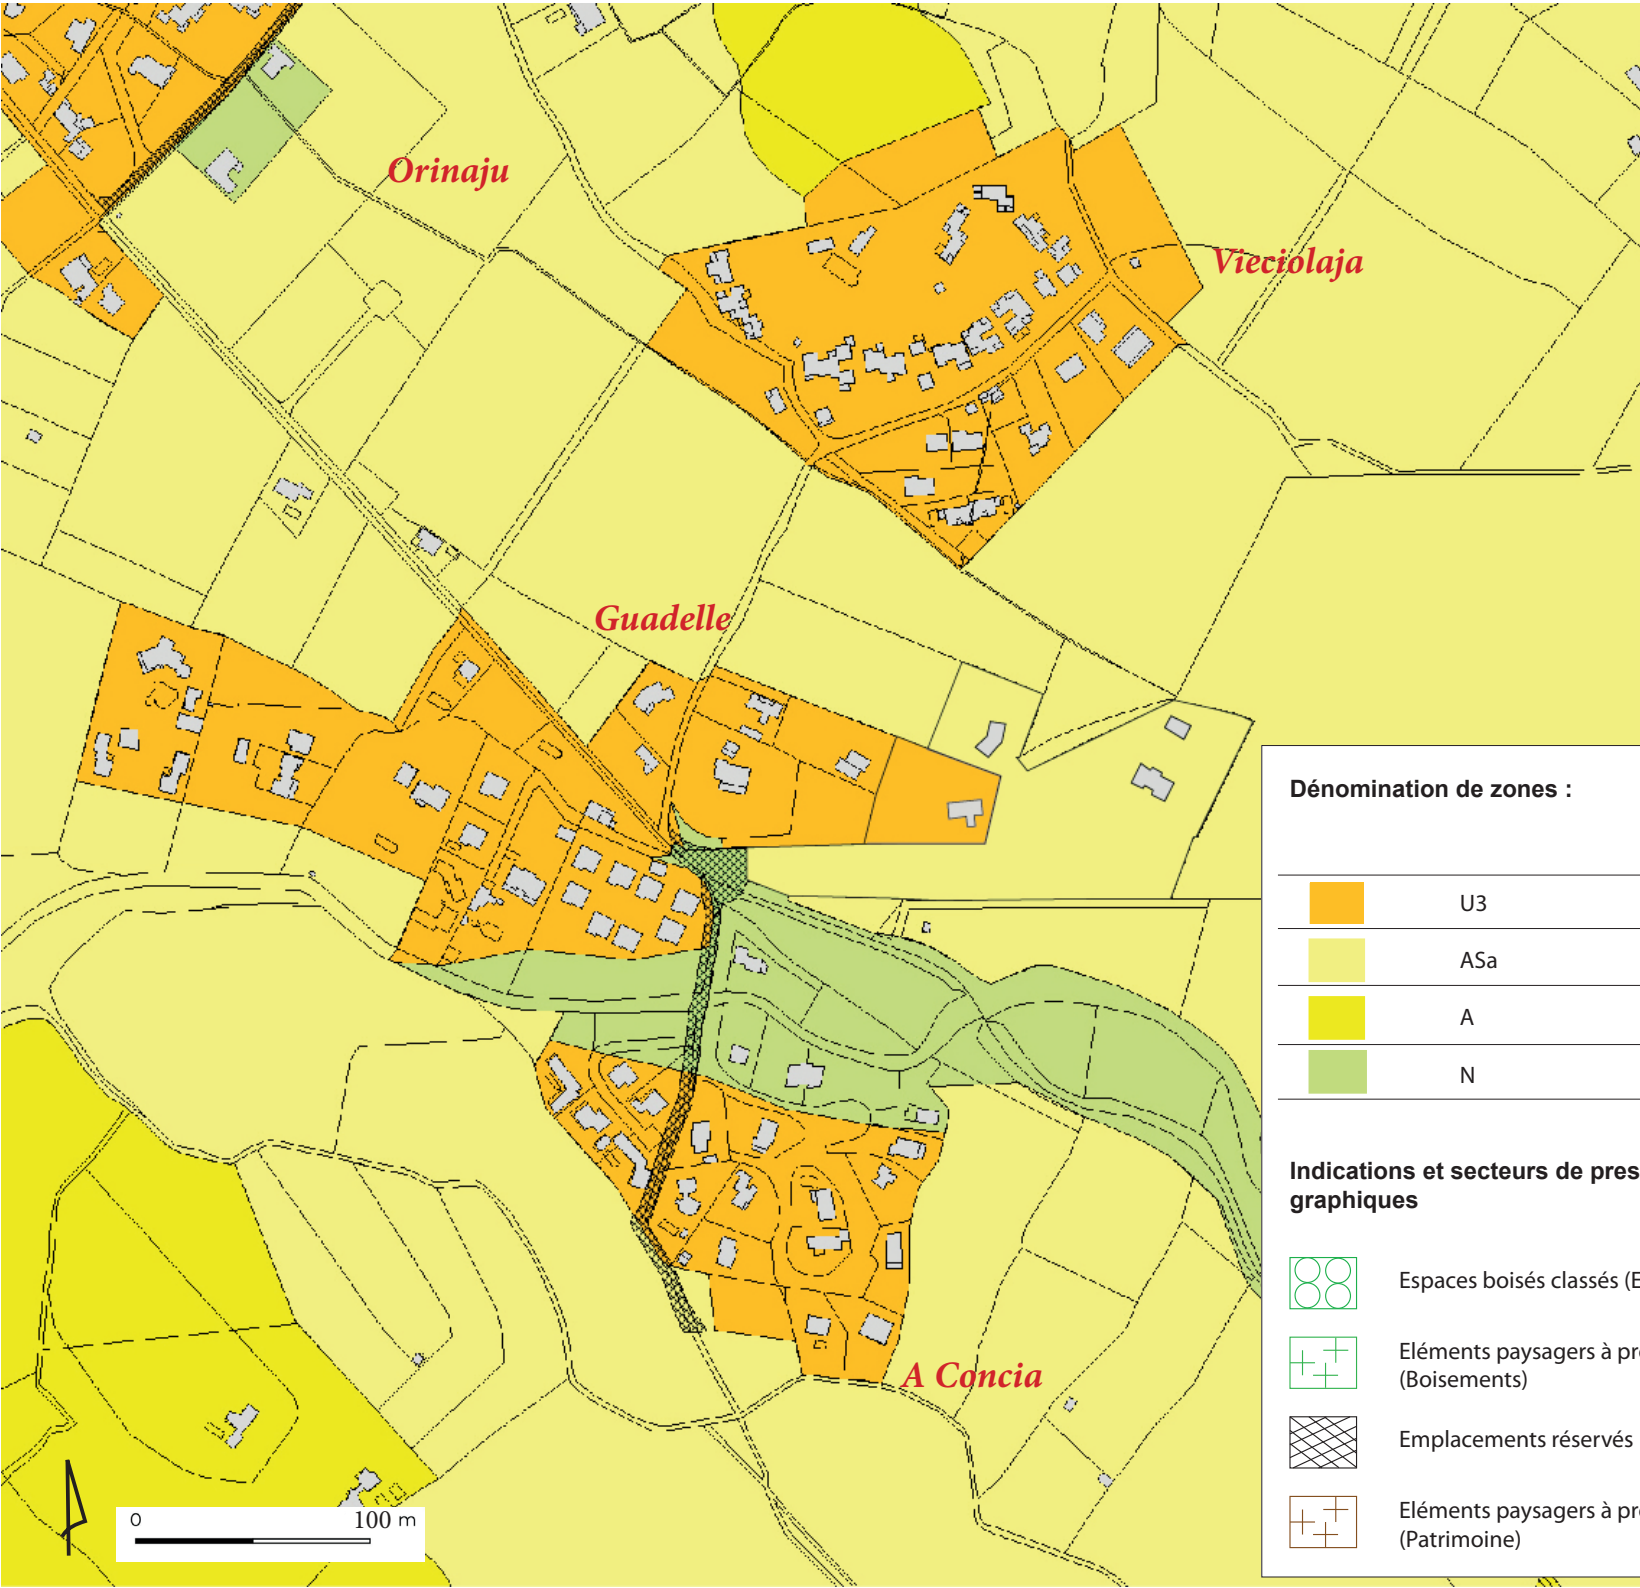 Orinaju
Vieciolaja
Guadelle
A Concia
Dénomination de zones :
U3
ASa
A
N
Indications et secteurs de pres
graphiques
Espaces boisés classés (E
Eléments paysagers à pr
(Boisements)
Emplacements réservés
Eléments paysagers à pr
(Patrimoine)
0 100 m